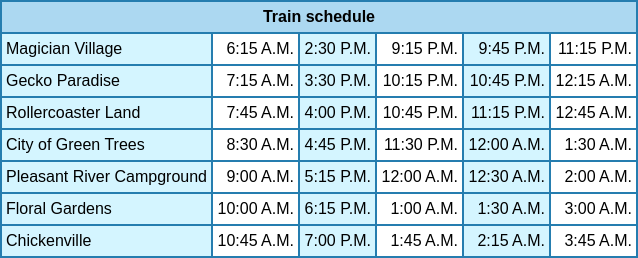 Train schedule
Magician Village 6:15 A.M. 2:30 P.M. 9:15 P.M. 9:45 P.M. 11:15 P.M.
Gecko Paradise 7:15 A.M. 3:30 P.M. 10:15 P.M. 10:45 P.M. 12:15 A.M.
Rollercoaster Land 7:45 A.M. 4:00 P.M. 10:45 P.M. 11:15 P.M. 12:45 A.M.
City of Green Trees 8:30 A.M. 4:45 P.M. 11:30 P.M. 12:00 A.M. 1:30 A.M.
Pleasant River Campground 9:00 A.M. 5:15 P.M. 12:00 A.M. 12:30 A.M. 2:00 A.M.
Floral Gardens 10:00 A.M. 6:15 P.M. 1:00 A.M. 1:30 A.M. 3:00 A.M.
Chickenville 10:45 A.M. 7:00 P.M. 1:45 A.M. 2:15 A.M. 3:45 A.M.